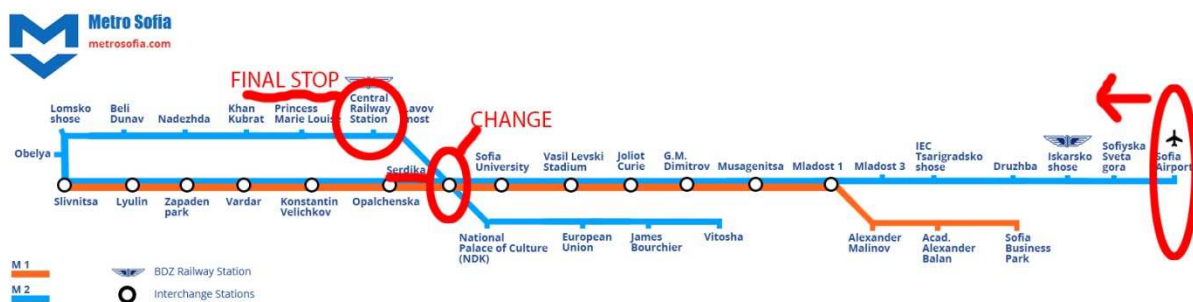 Metro Sofia
metrosofia.com
FINAL STOP
CHANGE
Lomsko
shose
Beli
Dunav
Nadezhda
Khan
Kubrat
Princess
Marie Louise
Central
Railway
Station
Lavov
most
Obelya
Serdika
Sofia
University
Vasil Levski
Stadium
Joliot
Curie
G.M.
Dimitrov
Musagenitsa
Mladost 1
Mladost 3
IEC
Tsarigradsko
shose
Druzhba
Iskarsko
shose
Sofiyska
Sveta
gora
Sofia
Airport
Slivnitsa
Lyulin
Zapaden
park
Vardar
Konstantin
Velichkov
Opalchenska
National
Palace of Culture
(NDK)
European
Union
James
Bourchier
Vitosha
Alexander
Malinov
Acad.
Alexander
Balan
Sofia
Business
Park
M 1
BDZ Railway Station
M 2
Interchange Stations